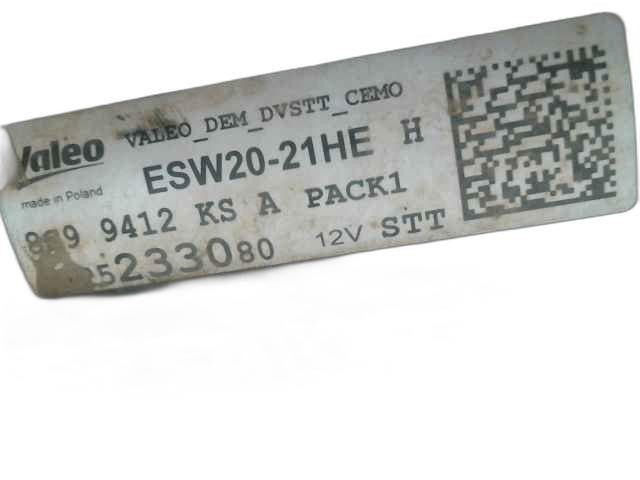 VALEO_DEM_DVSTT_CEMO
Valeo
ESW20-21HE H
made in Poland
9412 KS A PACK1
5233080 12V STT